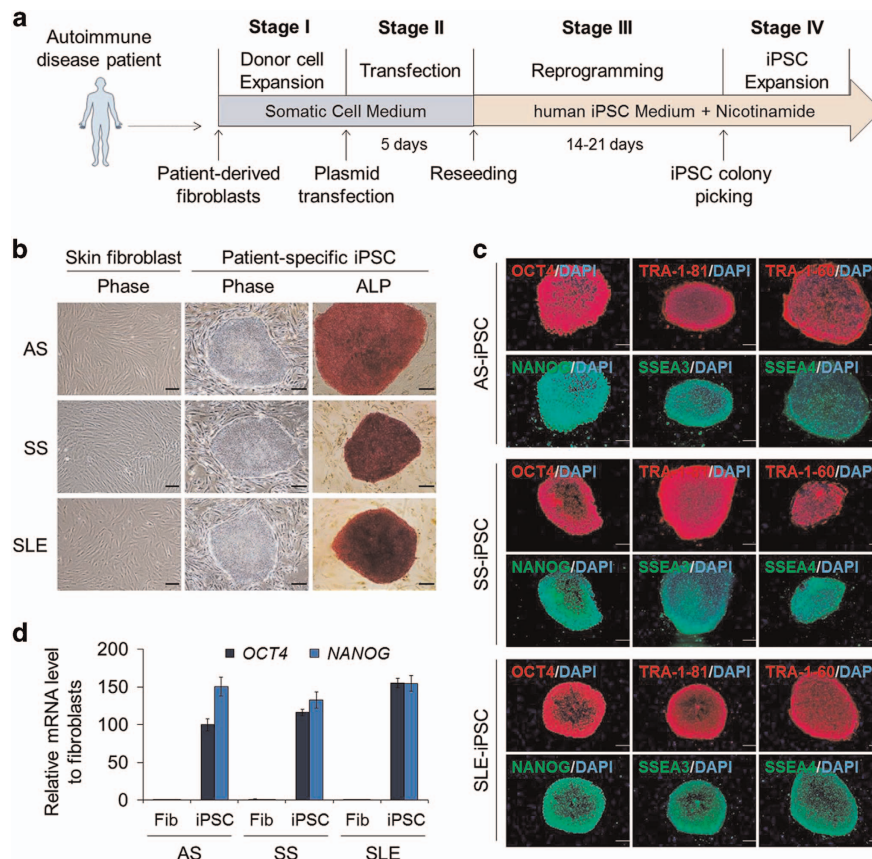 a
Autoimmune
disease patient
Stage I
Stage II
Stage III
Stage IV
Donor cell
Expansion
Transfection
Reprogramming
iPSC
Expansion
Somatic Cell Medium
human iPSC Medium + Nicotinamide
5 days
14-21 days
Patient-derived
fibroblasts
Plasmid
transfection
Reseeding
iPSC colony
picking
b
Skin fibroblast
Patient-specific iPSC
Phase
Phase
ALP
AS
SS
SLE
c
AS-iPSC
OCT4/DAPI
TRA-1-81/DAPI
TRA-1-60/DAPI
NANOG/DAPI
SSEA3/DAPI
SSEA4/DAPI
SS-iPSC
OCT4/DAPI
TRA-1-81/DAPI
TRA-1-60/DAPI
NANOG/DAPI
SSEA3/DAPI
SSEA4/DAPI
SLE-iPSC
OCT4/DAPI
TRA-1-81/DAPI
TRA-1-60/DAPI
NANOG/DAPI
SSEA3/DAPI
SSEA4/DAPI
d
Relative mRNA level
to fibroblasts
OCT4
NANOG
200
150
100
50
0
Fib
iPSC
Fib
iPSC
Fib
iPSC
AS
SS
SLE